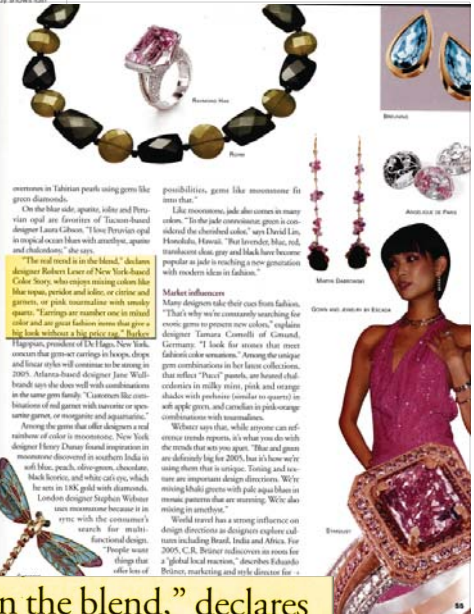 RAYMOND HAK
ROMM
BREUNING
ANGELIQUE DE PARIS
MARYA DABROWSKI
GOWN AND JEWELRY BY ESCADA
STARDUST
overtones in Tahitian pearls using gems like
green diamonds.
On the blue side, apatite, iolite and Peru-
vian opal are favorites of Tucson-based
designer Laura Gibson. "I love Peruvian opal
in tropical ocean blues with amethyst, apatite
and chalcedony," she says.
"The real trend is in the blend," declares
designer Robert Leser of New York-based
Color Story, who enjoys mixing colors like
blue topaz, peridot and iolite, or citrine and
garnets, or pink tourmaline with smoky
quartz. "Earrings are number one in mixed
color and are great fashion items that give a
big look without a big price tag." Barkev
Hagopian, president of De Hago, New York,
concurs that gem-set earrings in hoops, drops
and linear styles will continue to be strong in
2005. Atlanta-based designer Jane Wull-
brandt says she does well with combinations
in the same gem family. "Customers like com-
binations of red garnet with tsavorite or spes-
sartite garnet, or morganite and aquamarine."
Among the gems that offer designers a real
rainbow of color is moonstone. New York
designer Henry Dunay found inspiration in
moonstone discovered in southern India in
soft blue, peach, olive-green, chocolate,
black licorice, and white cat's eye, which
he sets in 18K gold with diamonds.
London designer Stephen Webster
uses moonstone because it is in
sync with the consumer's
search for multi-
functional design.
"People want
things that
offer lots of
possibilities, gems like moonstone fit
into that."
Like moonstone, jade also comes in many
colors. "To the jade connoisseur, green is con-
sidered the cherished color," says David Lin,
Honolulu, Hawaii. "But lavender, blue, red,
translucent clear, gray and black have become
popular as jade is reaching a new generation
with modern ideas in fashion."
Market influencers
Many designers take their cues from fashion.
"That's why we're constantly searching for
exotic gems to present new colors," explains
designer Tamara Comolli of Gmund,
Germany. "I look for stones that meet
fashion's color sensations." Among the unique
gem combinations in her latest collections,
that reflect "Pucci" pastels, are heated chal-
cedonies in milky mint, pink and orange
shades with prehnite (similar to quartz) in
soft apple green, and carnelian in pink-orange
combinations with tourmalines.
Webster says that, while anyone can ref-
erence trends reports, it's what you do with
the trends that sets you apart. "Blue and green
are definitely big for 2005, but it's how we're
using them that is unique. Toning and tex-
ture are important design directions. We're
mixing khaki greens with pale aqua blues in
mosaic patterns that are stunning. We're also
mixing in amethyst."
World travel has a strong influence on
design directions as designers explore cul-
tures including Brazil, India and Africa. For
2005, C.R. Brüner rediscovers its roots for
a "global local reaction," describes Eduardo
Brüner, marketing and style director for
n the blend," declares